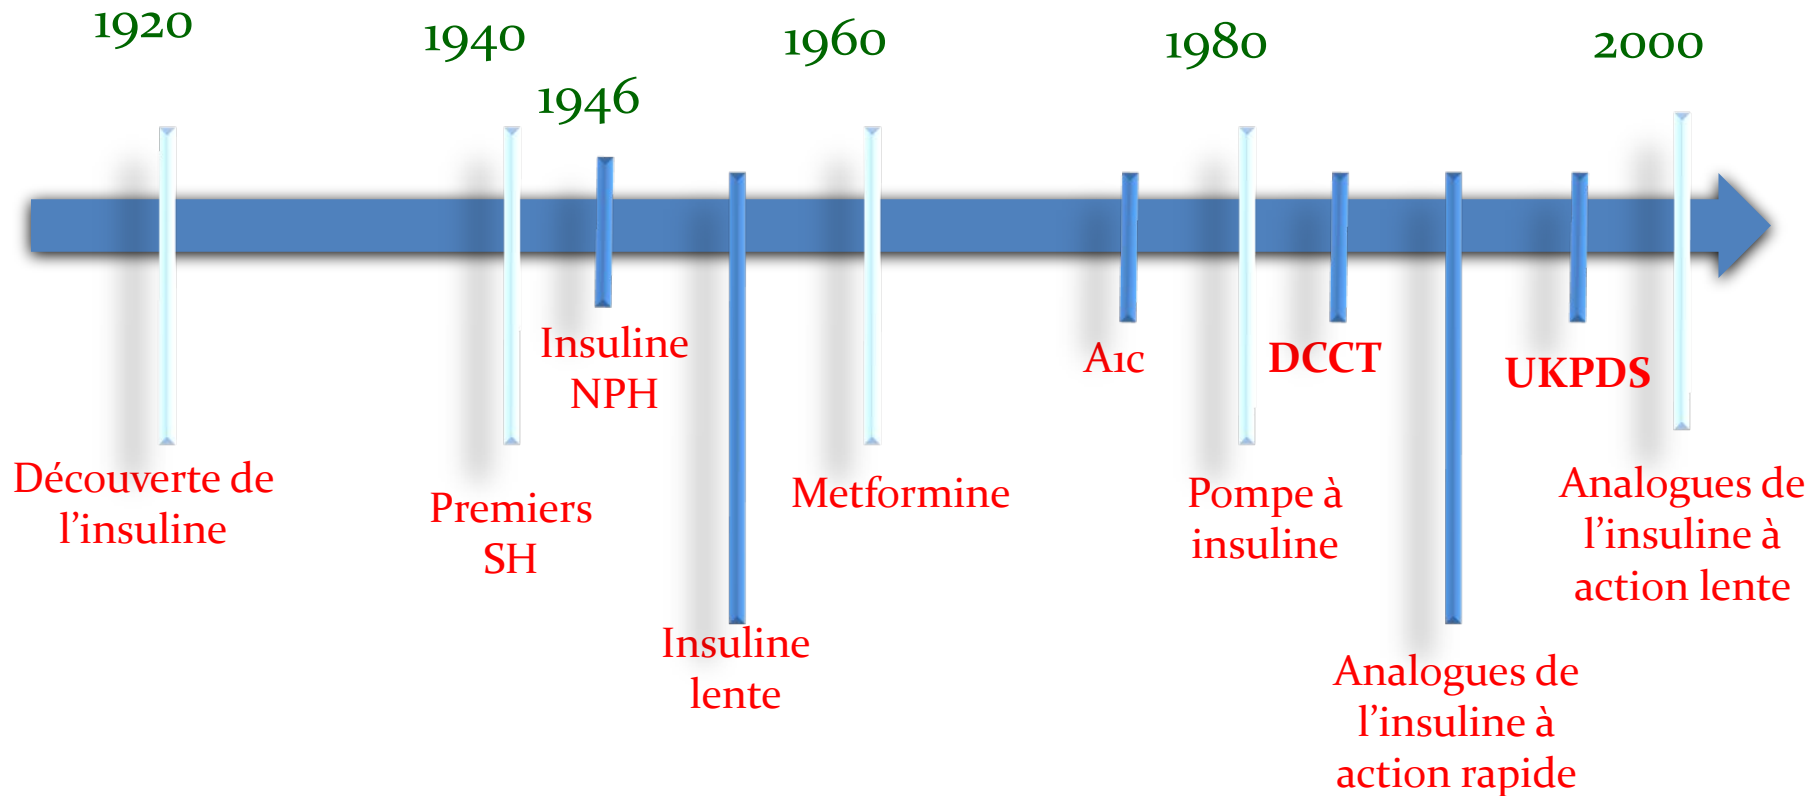 1920
1940
1946
1960
1980
2000
Découverte de
l'insuline
Premiers
SH
Insuline
NPH
Insuline
lente
Metformine
A1c
Pompe à
insuline
DCCT
Analogues de
l'insuline à
action rapide
UKPDS
Analogues de
l'insuline à
action lente